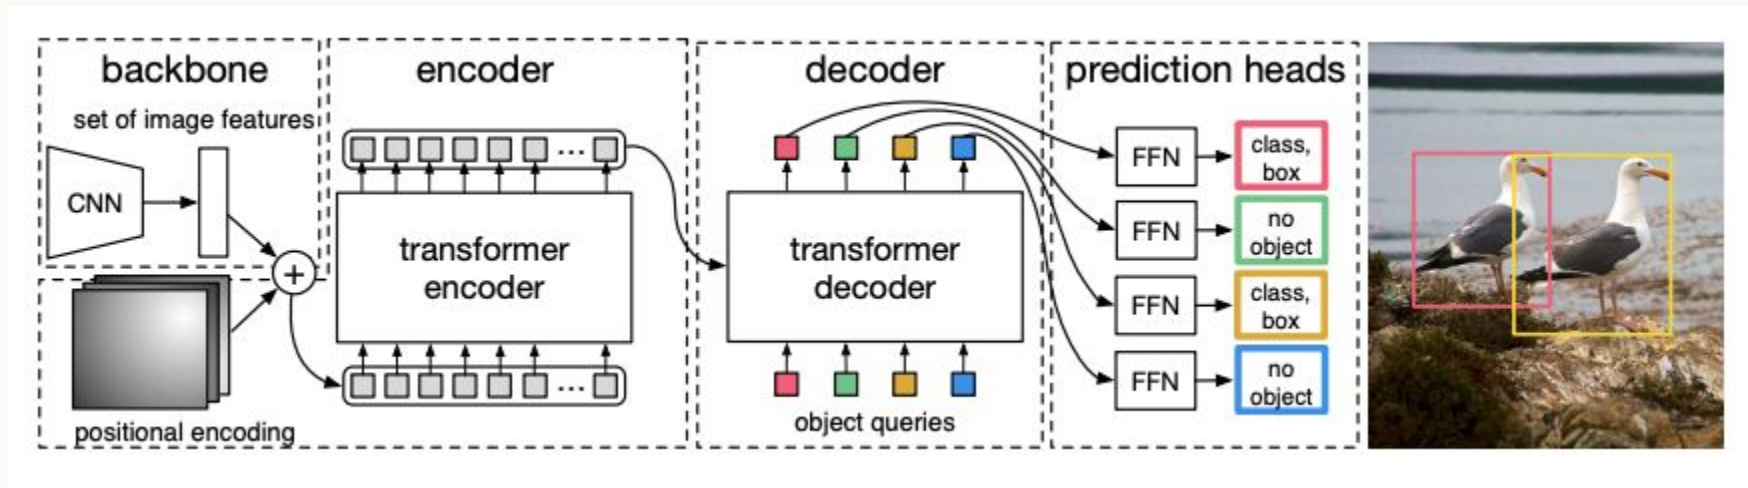 backbone
set of image features
CNN
+
positional encoding
encoder
...
transformer
encoder
...
decoder
transformer
decoder
object queries
prediction heads
FFN
class,
box
FFN
no
object
FFN
class,
box
FFN
no
object